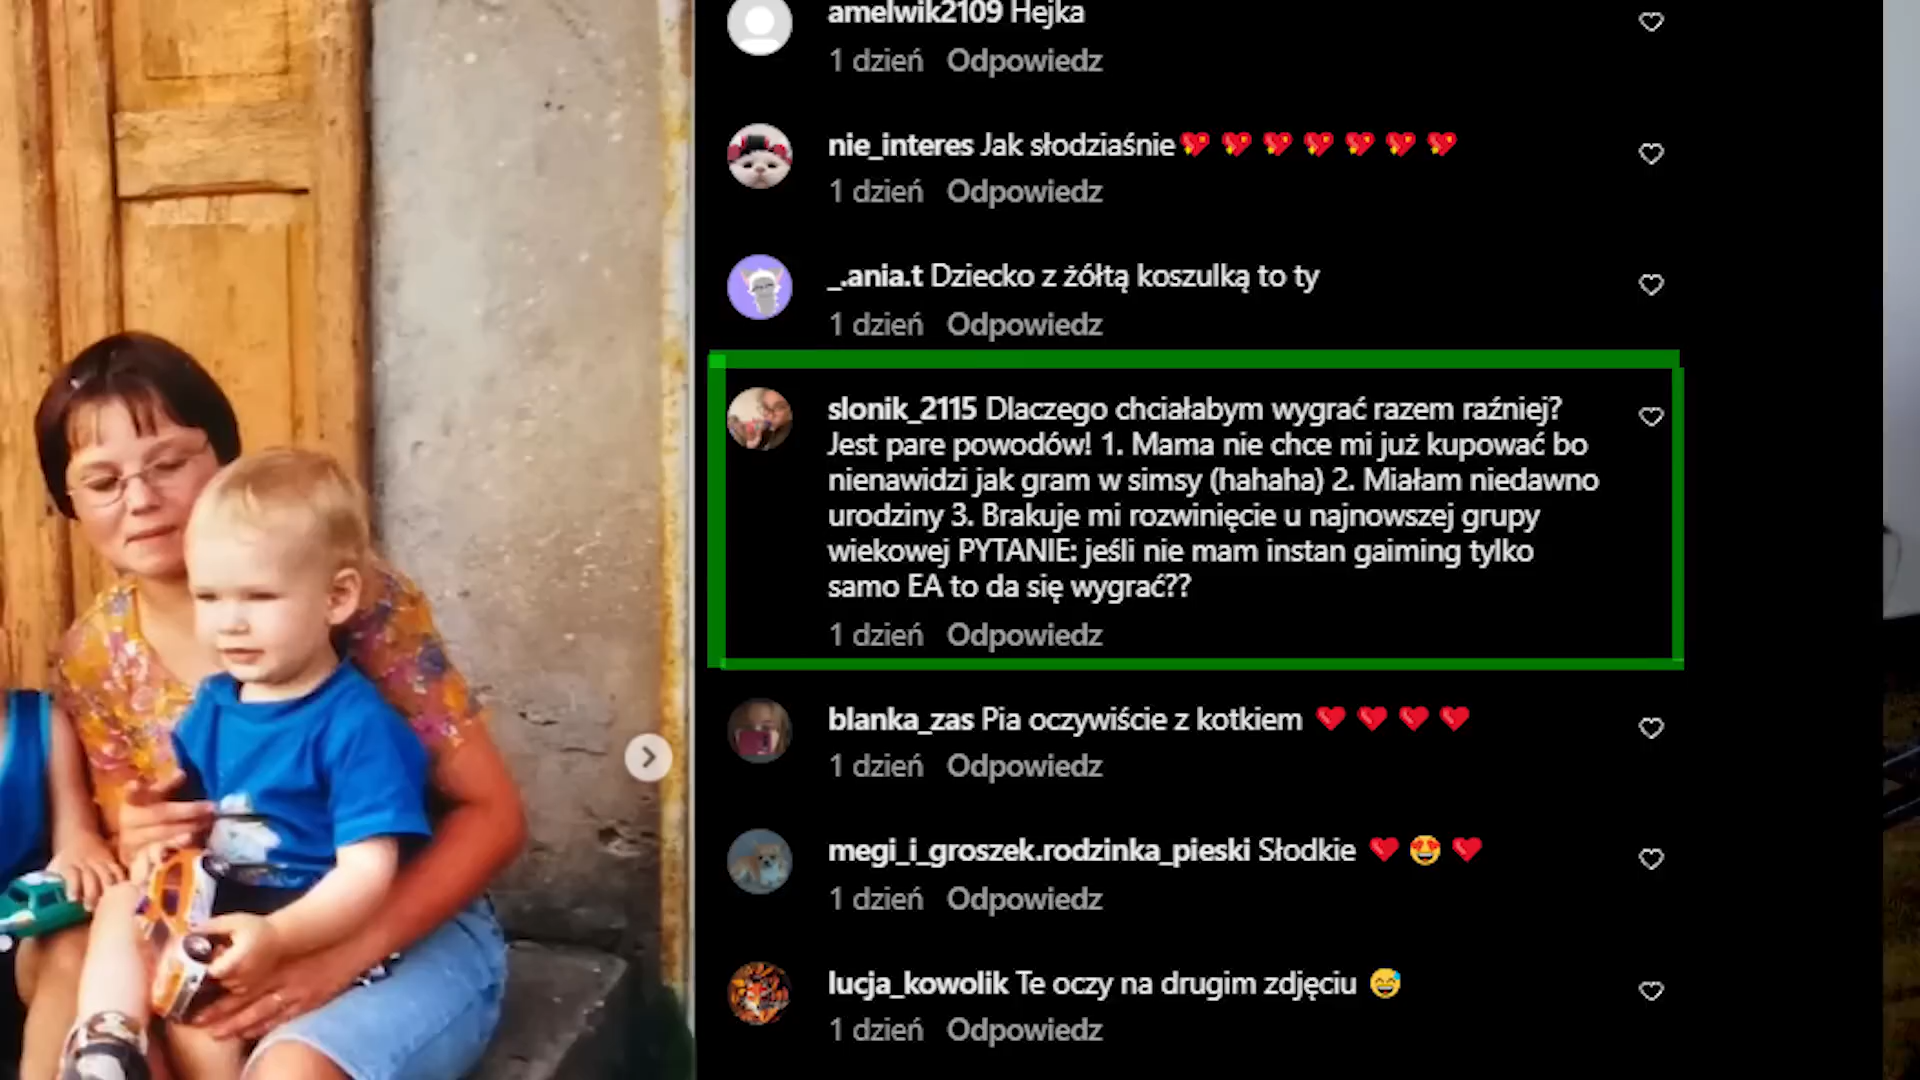 amelwik2109 Hejka
1 dzień Odpowiedz
nie_interes Jak słodziaśnie💖💖💖💖💖💖💖
1 dzień Odpowiedz
_.ania.t Dziecko z żółtą koszulką to ty
1 dzień Odpowiedz
slonik_2115 Dlaczego chciałabym wygrać razem raźniej?
Jest pare powodów! 1. Mama nie chce mi już kupować bo
nienawidzi jak gram w simsy (hahaha) 2. Miałam niedawno
urodziny 3. Brakuje mi rozwinięcie u najnowszej grupy
wiekowej PYTANIE: jeśli nie mam instan gaiming tylko
samo EA to da się wygrać??
1 dzień Odpowiedz
blanka_zas Pia oczywiście z kotkiem ❤️❤️❤️❤️
1 dzień Odpowiedz
megi_i_groszek.rodzinka_pieski Słodkie ❤️😍❤️
1 dzień Odpowiedz
lucja_kowolik Te oczy na drugim zdjęciu 😅
1 dzień Odpowiedz